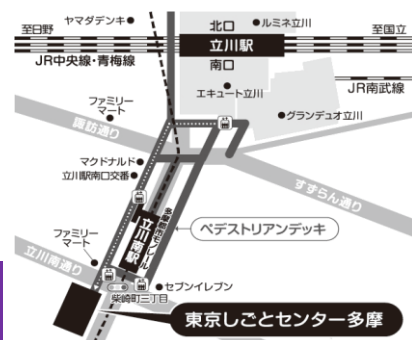 ヤマダデンキ
北口
ルミネ立川
至日野
立川駅
至国立
JR中央線・青梅線
南口
JR南武線
エキュート立川
ファミリー
マート
グランデュオ立川
諏訪通り
マクドナルド
立川駅南口交番
すずらん通り
多摩都市モノレール
立川南駅
ペデストリアンデッキ
ファミリー
マート
立川南通り
セブンイレブン
柴崎町三丁目
東京しごとセンター多摩